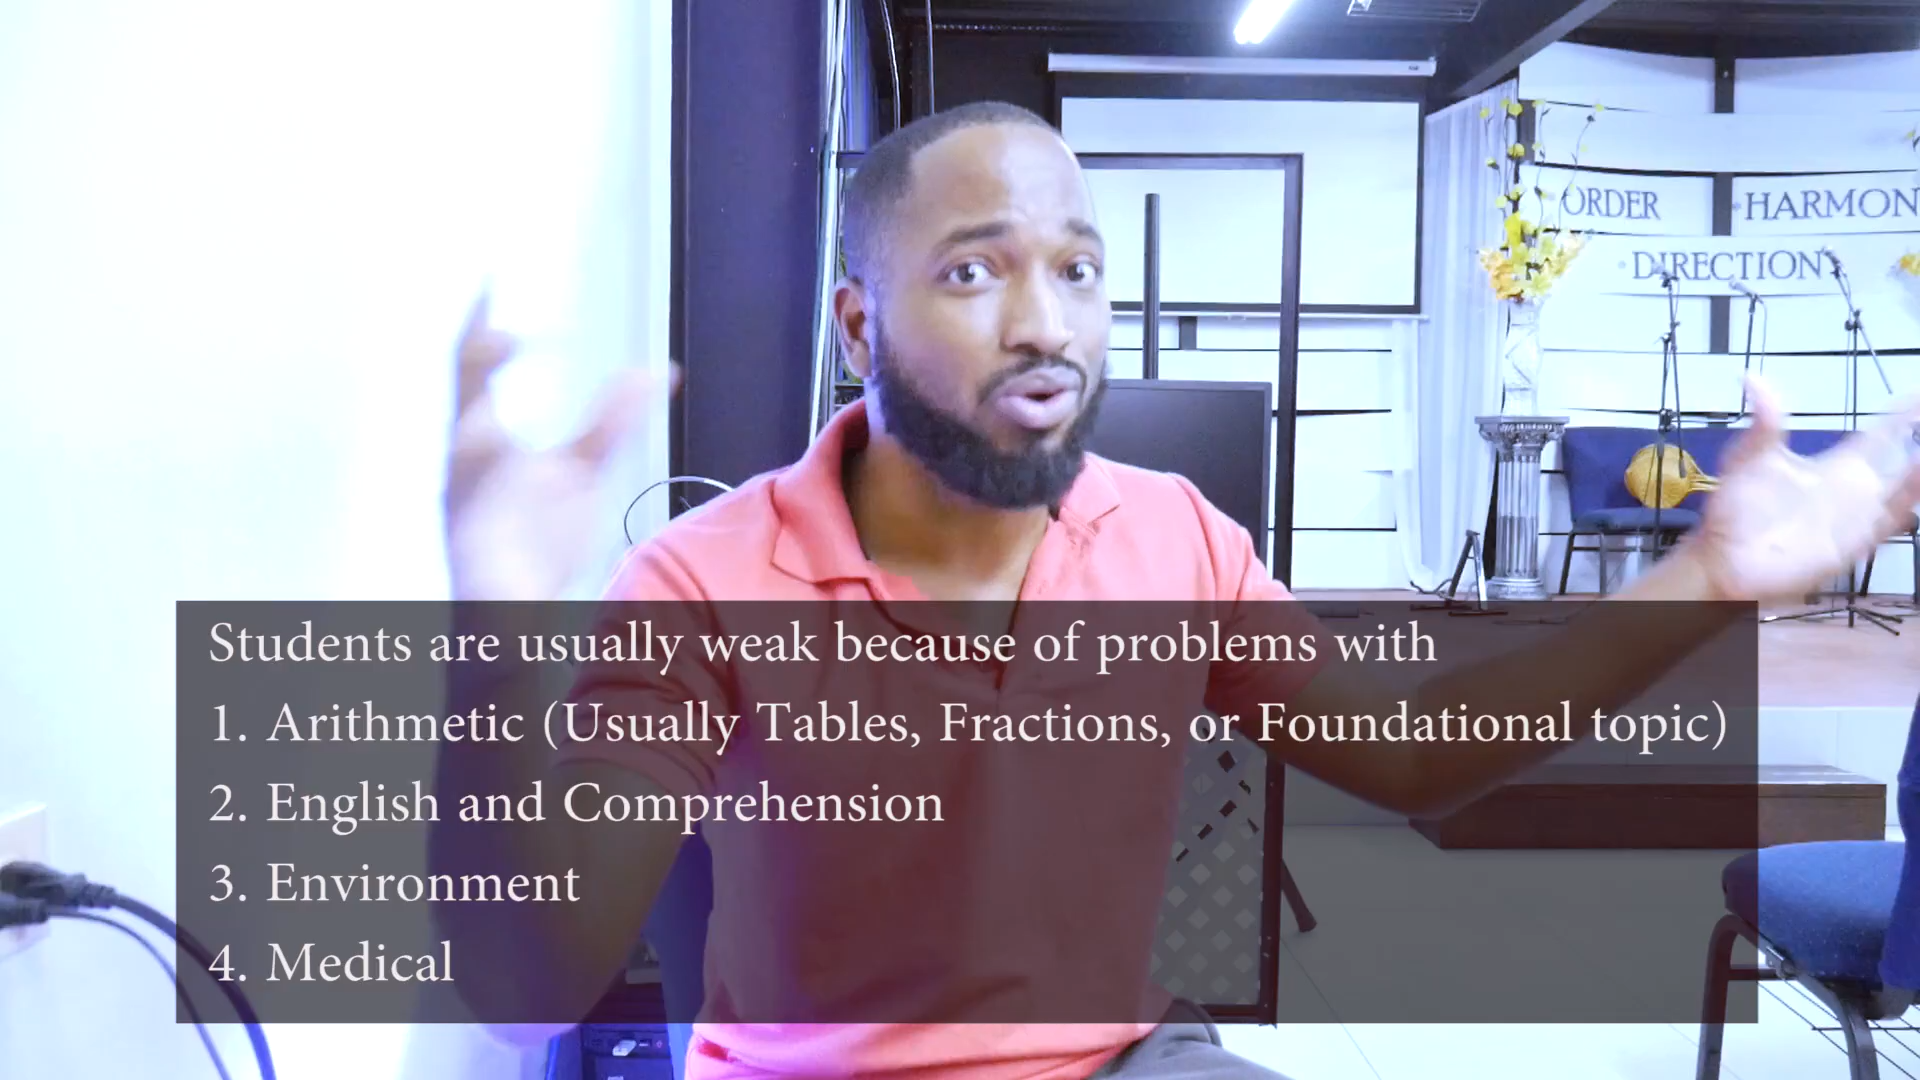 ORDER
HARMON
DIRECTION
Students are usually weak because of problems with
1. Arithmetic (Usually Tables, Fractions, or Foundational topic)
2. English and Comprehension
3. Environment
4. Medical